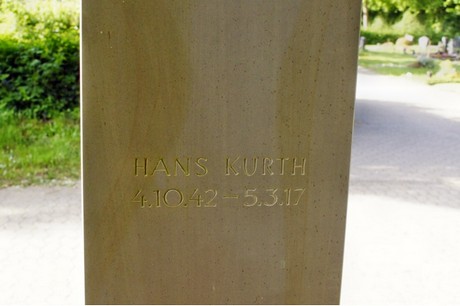 HANS KURTH
4.10.42 – 5.3.17